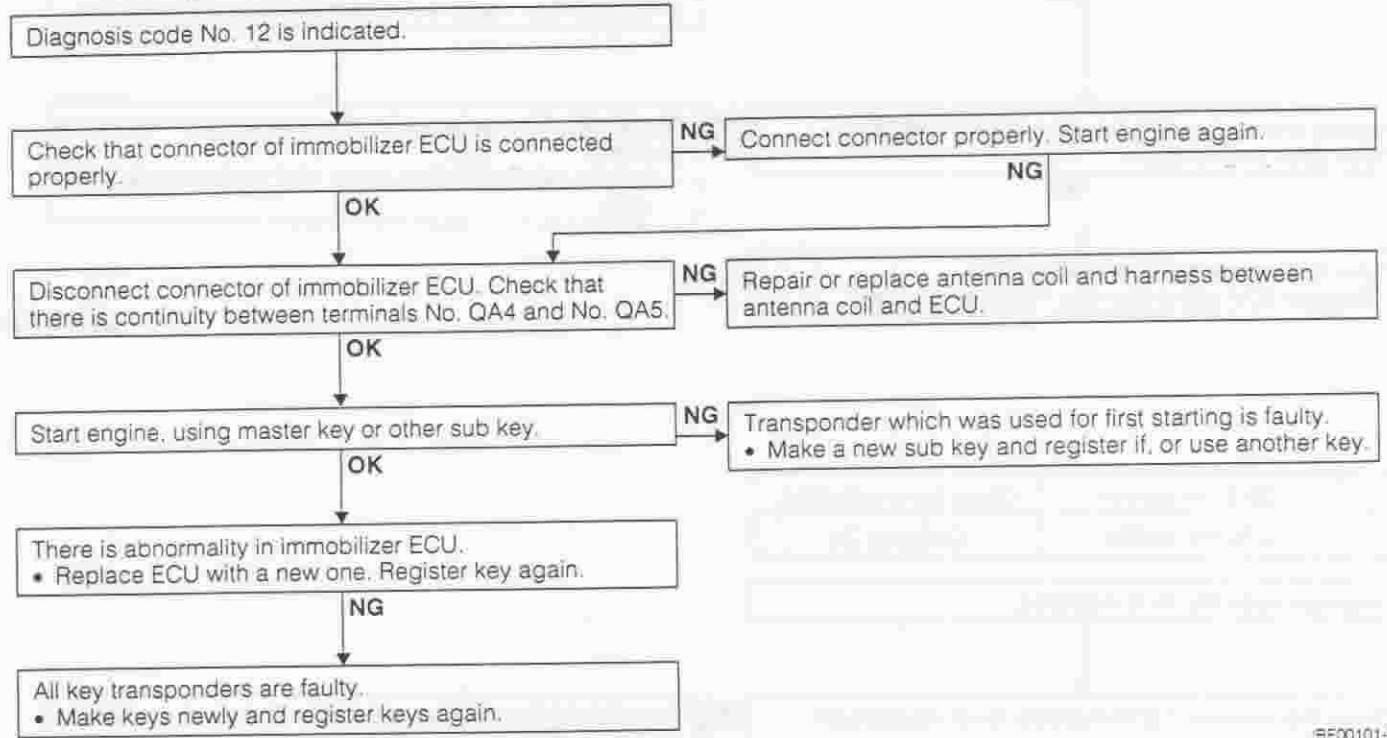 Diagnosis code No. 12 is indicated.
Check that connector of immobilizer ECU is connected
properly.
NG
Connect connector properly. Start engine again.
NG
OK
Disconnect connector of immobilizer ECU. Check that
there is continuity between terminals No. QA4 and No. QA5.
NG
Repair or replace antenna coil and harness between
antenna coil and ECU.
OK
Start engine, using master key or other sub key.
NG
Transponder which was used for first starting is faulty.
• Make a new sub key and register if, or use another key.
OK
There is abnormality in immobilizer ECU.
• Replace ECU with a new one. Register key again.
NG
All key transponders are faulty.
• Make keys newly and register keys again.